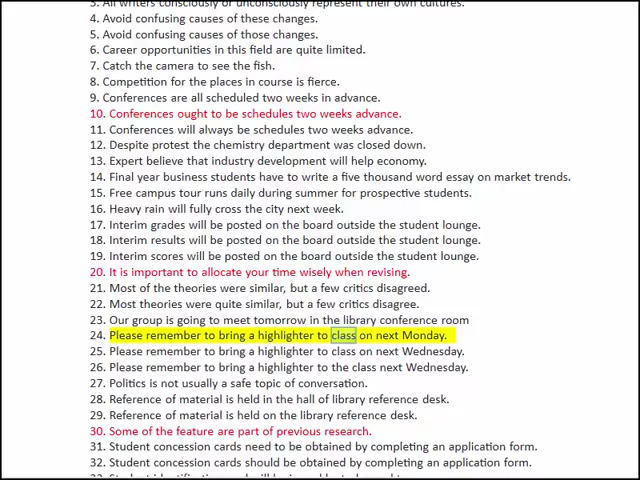 3. All writers consciously or unconsciously represent their own cultures.
4. Avoid confusing causes of these changes.
5. Avoid confusing causes of those changes.
6. Career opportunities in this field are quite limited.
7. Catch the camera to see the fish.
8. Competition for the places in course is fierce.
9. Conferences are all scheduled two weeks in advance.
10. Conferences ought to be schedules two weeks advance.
11. Conferences will always be schedules two weeks advance.
12. Despite protest the chemistry department was closed down.
13. Expert believe that industry development will help economy.
14. Final year business students have to write a five thousand word essay on market trends.
15. Free campus tour runs daily during summer for prospective students.
16. Heavy rain will fully cross the city next week.
17. Interim grades will be posted on the board outside the student lounge.
18. Interim results will be posted on the board outside the student lounge.
19. Interim scores will be posted on the board outside the student lounge.
20. It is important to allocate your time wisely when revising.
21. Most of the theories were similar, but a few critics disagreed.
22. Most theories were quite similar, but a few critics disagree.
23. Our group is going to meet tomorrow in the library conference room
24. Please remember to bring a highlighter to class on next Monday.
25. Please remember to bring a highlighter to class on next Wednesday.
26. Please remember to bring a highlighter to the class next Wednesday.
27. Politics is not usually a safe topic of conversation.
28. Reference of material is held in the hall of library reference desk.
29. Reference of material is held on the library reference desk.
30. Some of the feature are part of previous research.
31. Student concession cards need to be obtained by completing an application form.
32. Student concession cards should be obtained by completing an application form.